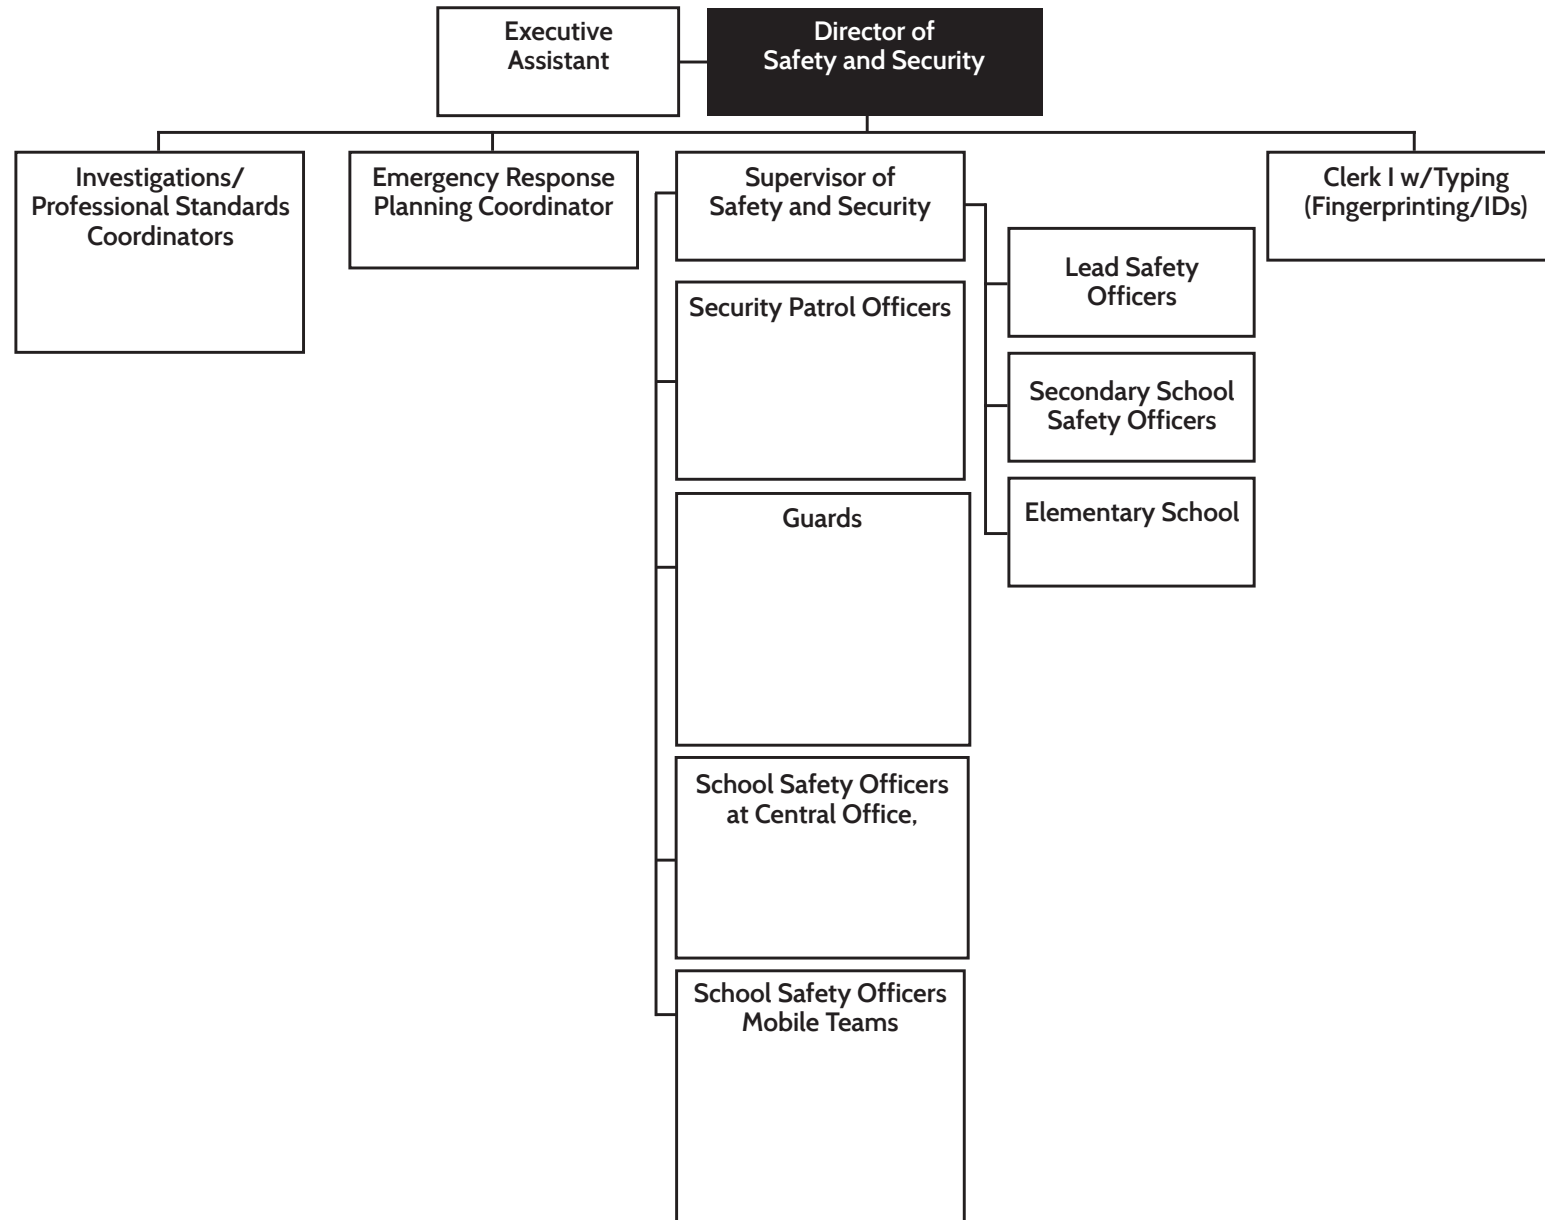 Executive
Assistant
Director of
Safety and Security
Investigations/
Professional Standards
Coordinators
Emergency Response
Planning Coordinator
Supervisor of
Safety and Security
Clerk I w/Typing
(Fingerprinting/IDs)
Lead Safety
Officers
Security Patrol Officers
Secondary School
Safety Officers
Elementary School
Guards
School Safety Officers
at Central Office,
School Safety Officers
Mobile Teams